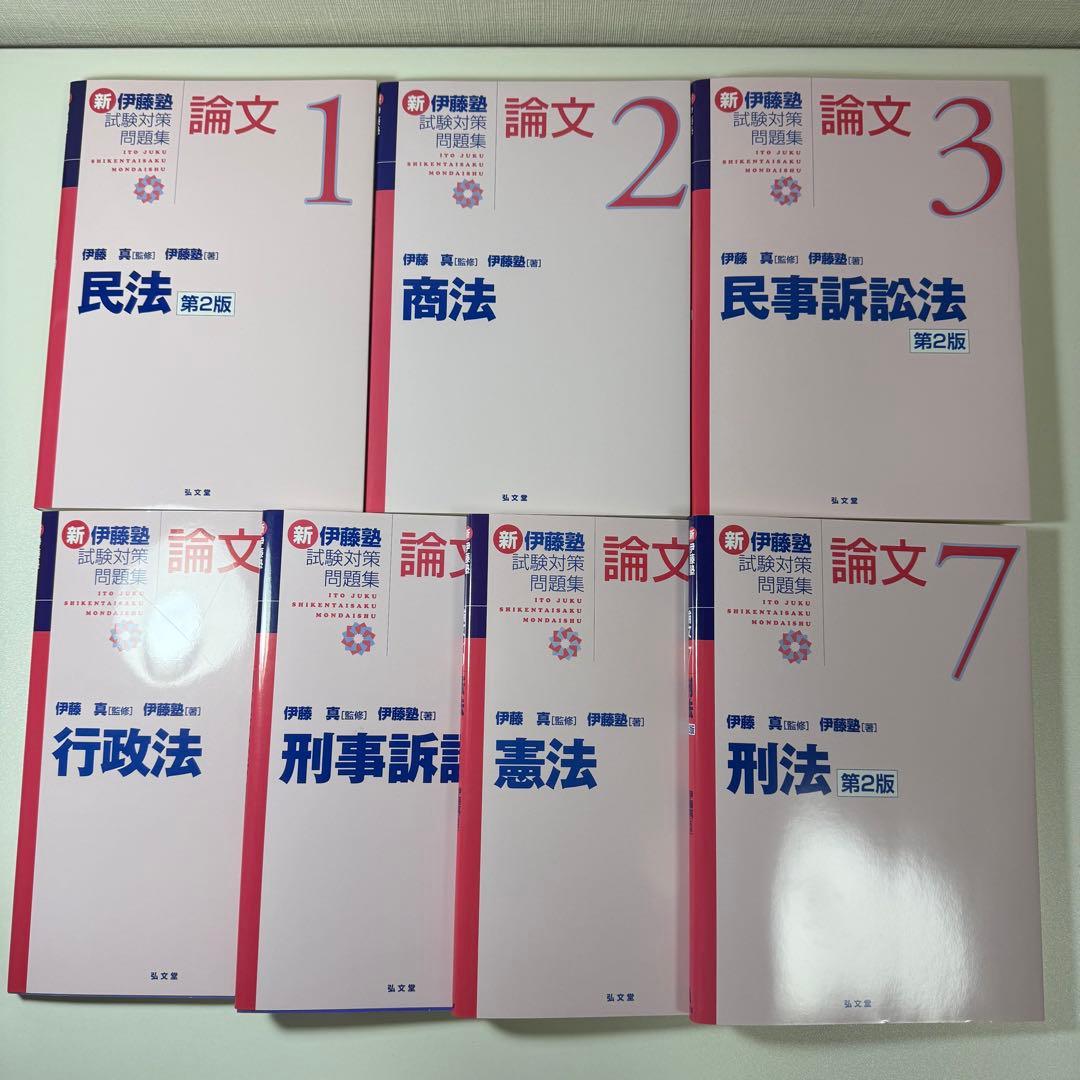 新 伊藤塾
試験対策
問題集
ITO JUKU
SHIKENTAISAKU
MONDAISHU
論文 1
伊藤 真[監修] 伊藤塾[著]
民法 第2版
弘文堂
新 伊藤塾
試験対策
問題集
ITO JUKU
SHIKENTAISAKU
MONDAISHU
論文 2
伊藤 真[監修] 伊藤塾[著]
商法
弘文堂
新 伊藤塾
試験対策
問題集
ITO JUKU
SHIKENTAISAKU
MONDAISHU
論文 3
伊藤 真[監修] 伊藤塾[著]
民事訴訟法
第2版
弘文堂
新 伊藤塾
試験対策
問題集
ITO JUKU
SHIKENTAISAKU
MONDAISHU
論文
伊藤 真[監修] 伊藤塾[著]
行政法
弘文堂
新 伊藤塾
試験対策
問題集
ITO JUKU
SHIKENTAISAKU
MONDAISHU
論文
伊藤 真[監修] 伊藤塾[著]
刑事訴訟
弘文堂
新 伊藤塾
試験対策
問題集
ITO JUKU
SHIKENTAISAKU
MONDAISHU
論文
伊藤 真[監修] 伊藤塾[著]
憲法
弘文堂
新 伊藤塾
試験対策
問題集
ITO JUKU
SHIKENTAISAKU
MONDAISHU
論文 7
伊藤 真[監修] 伊藤塾[著]
刑法 第2版
弘文堂